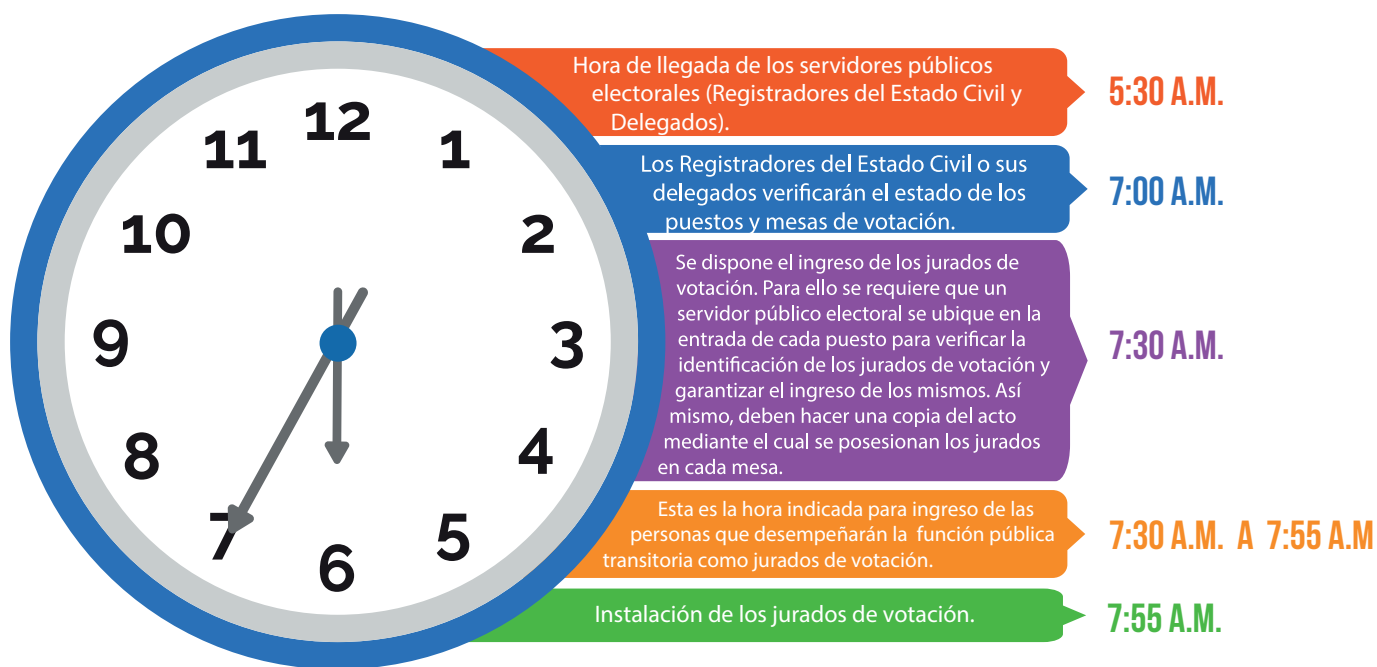 12
11
1
10
2
9
3
8
4
7
5
6
Hora de llegada de los servidores públicos
electorales (Registradores del Estado Civil y
Delegados).
5:30 A.M.
Los Registradores del Estado Civil o sus
delegados verificarán el estado de los
puestos y mesas de votación.
7:00 A.M.
Se dispone el ingreso de los jurados de
votación. Para ello se requiere que un
servidor público electoral se ubique en la
entrada de cada puesto para verificar la
identificación de los jurados de votación y
garantizar el ingreso de los mismos. Así
mismo, deben hacer una copia del acto
mediante el cual se posesionan los jurados
en cada mesa.
7:30 A.M.
Esta es la hora indicada para ingreso de las
personas que desempeñarán la función pública
transitoria como jurados de votación.
7:30 A.M. A 7:55 A.M
Instalación de los jurados de votación.
7:55 A.M.